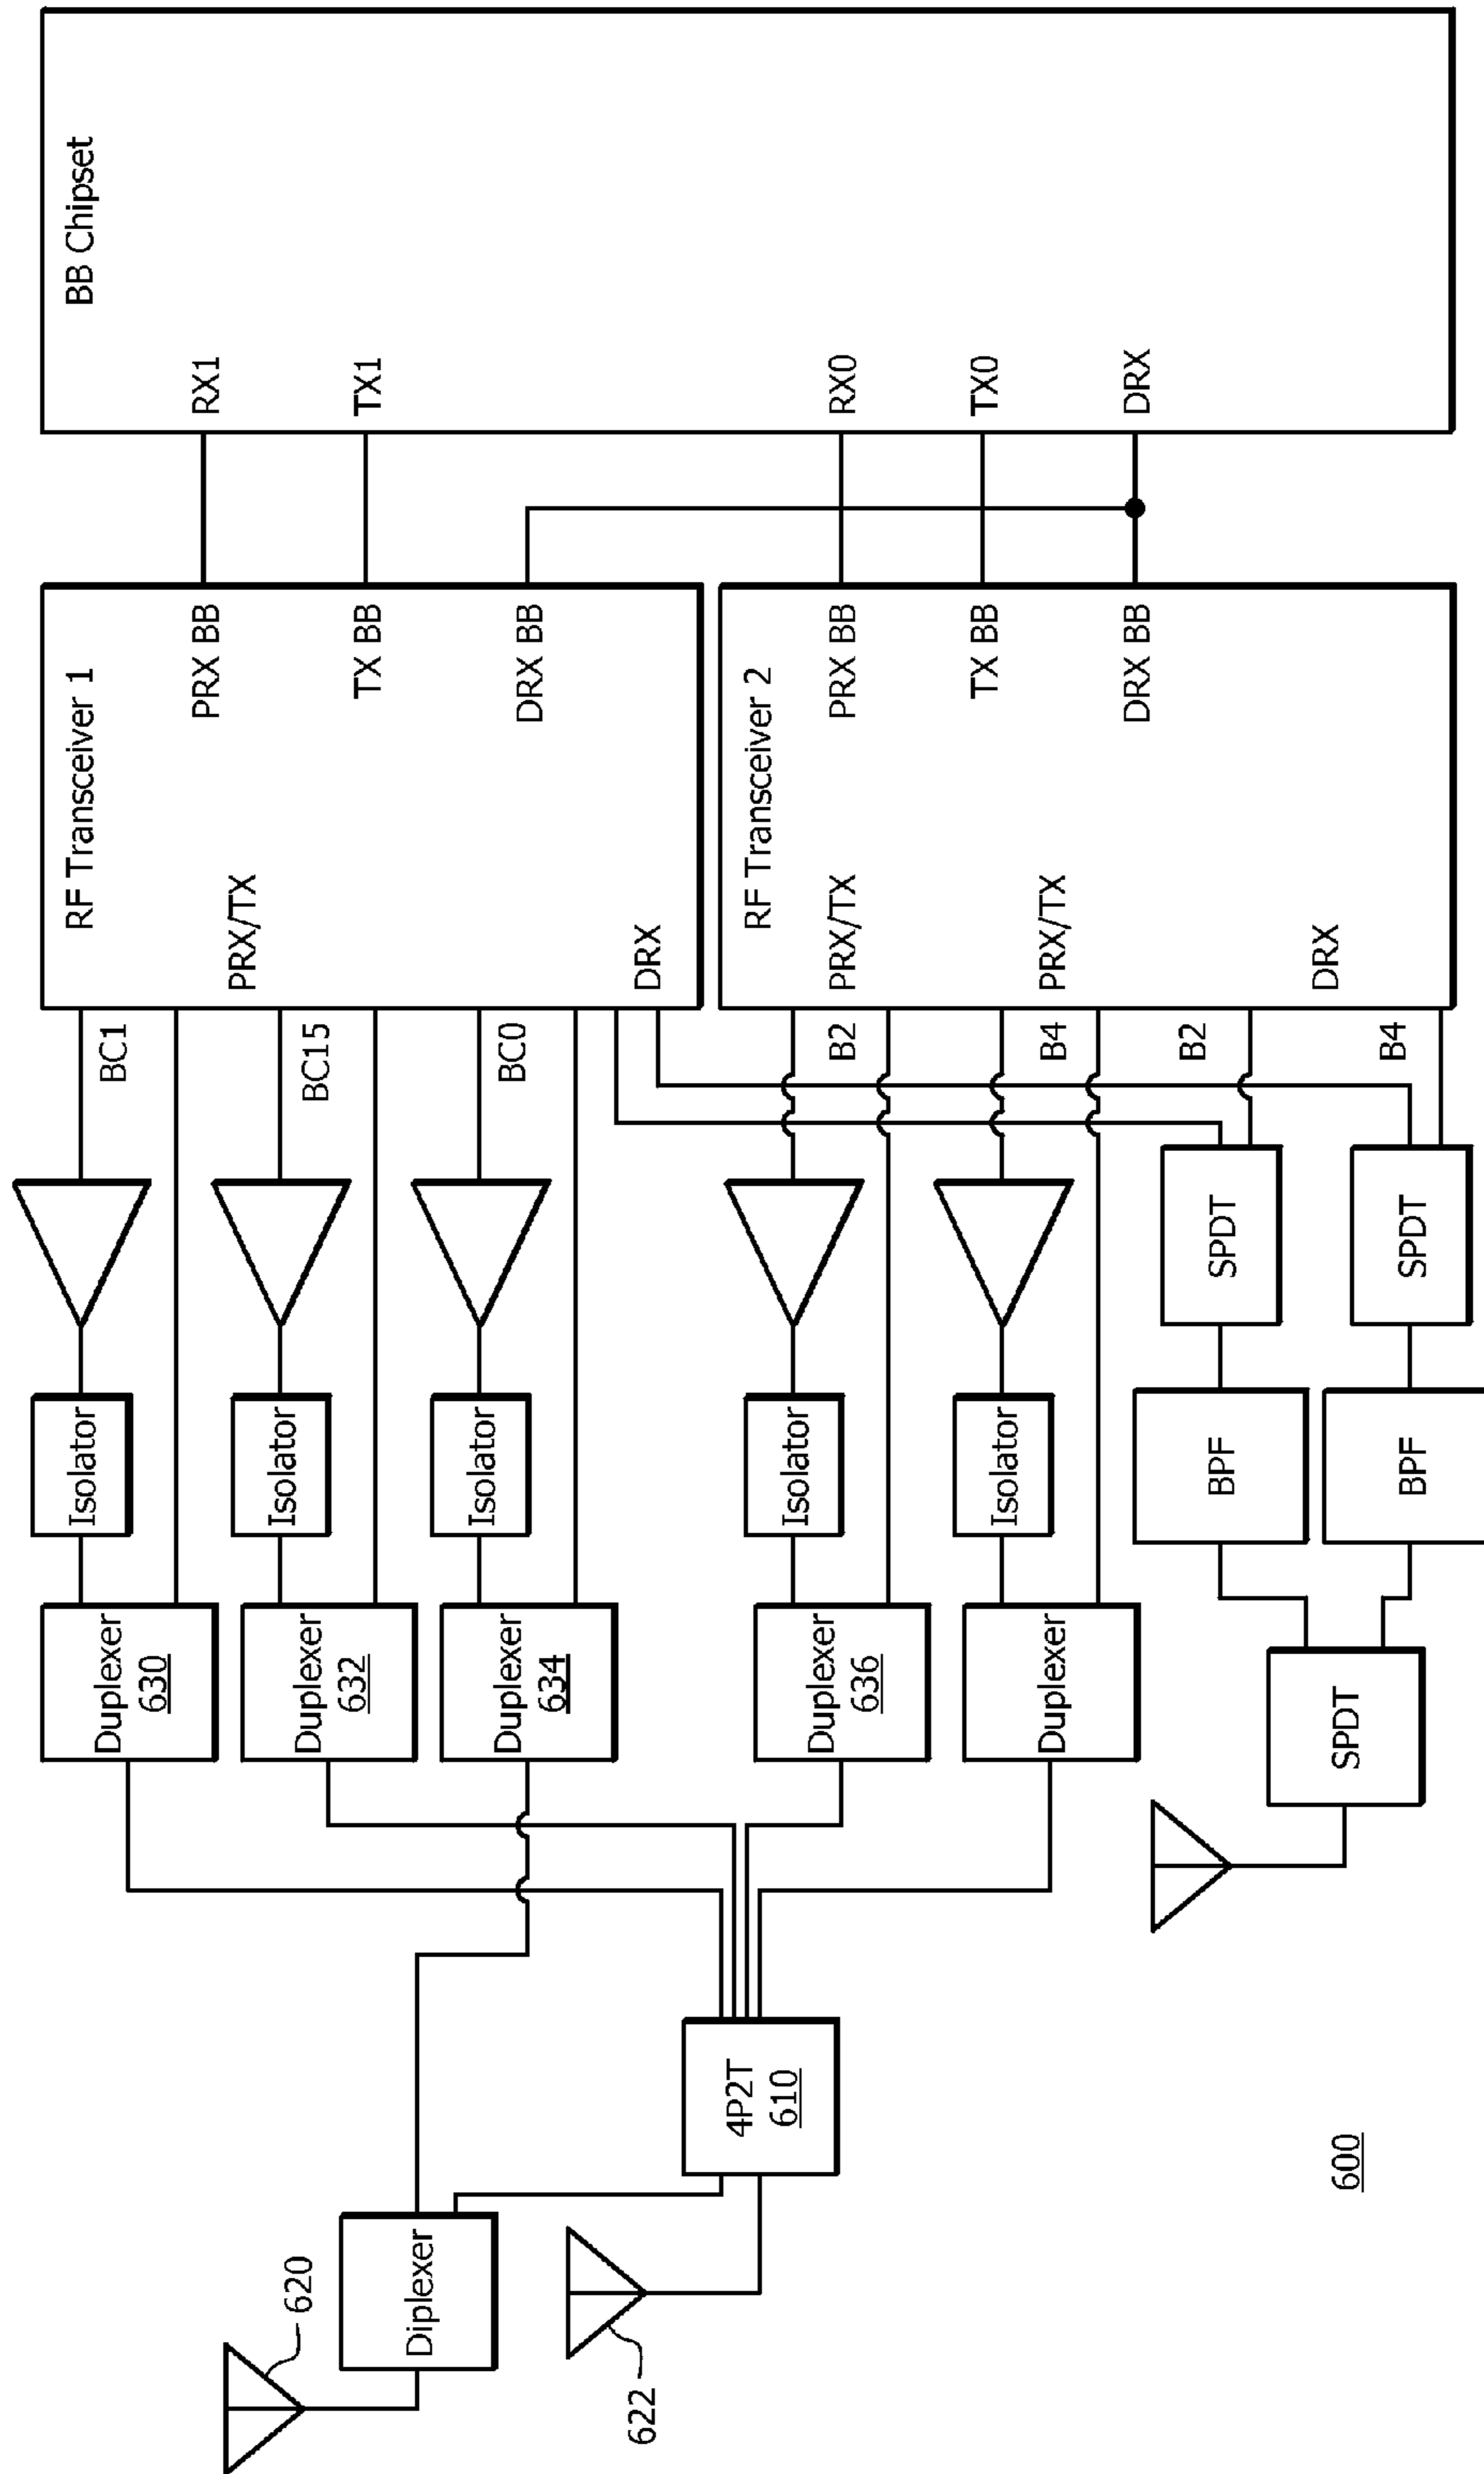 BB Chipset
RX1
TX1
RX0
TX0
DRX
RF Transceiver 1
PRX BB
TX BB
DRX BB
PRX/TX
DRX
RF Transceiver 2
PRX BB
TX BB
DRX BB
PRX/TX
PRX/TX
DRX
BC1
BC15
BC0
B2
B4
B2
B4
SPDT
SPDT
Isolator
Isolator
Isolator
Isolator
Isolator
BPF
BPF
Duplexer
630
Duplexer
632
Duplexer
634
Duplexer
636
Duplexer
SPDT
4P2T
610
Diplexer
620
622
600